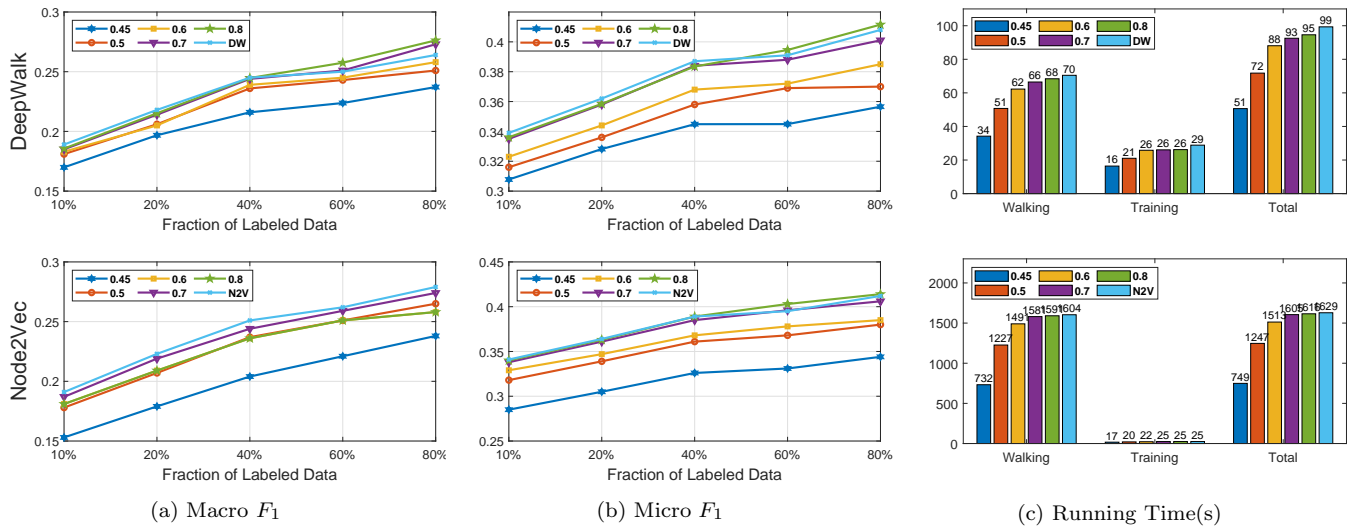 DeepWalk
0.3
0.25
0.2
0.15
0.45 0.6 0.8
0.5 0.7 DW
10% 20% 40% 60% 80%
Fraction of Labeled Data
0.4
0.38
0.36
0.34
0.32
0.3
0.45 0.6 0.8
0.5 0.7 DW
10% 20% 40% 60% 80%
Fraction of Labeled Data
100
80
60
40
20
0
0.45 0.6 0.8
0.5 0.7 DW
34 51 62 66 68 70
16 21 26 26 26 29
51 72 88 93 95 99
Walking Training Total
Node2Vec
0.3
0.25
0.2
0.15
0.45 0.6 0.8
0.5 0.7 N2V
10% 20% 40% 60% 80%
Fraction of Labeled Data
0.45
0.4
0.35
0.3
0.25
0.45 0.6 0.8
0.5 0.7 N2V
10% 20% 40% 60% 80%
Fraction of Labeled Data
2000
1500
1000
500
0
0.45 0.6 0.8
0.5 0.7 N2V
732 1227 1491 1581 1591 1604
17 20 22 25 25 25
749 1247 1513 1605 1629
Walking Training Total
(a) Macro F1
(b) Micro F1
(c) Running Time(s)